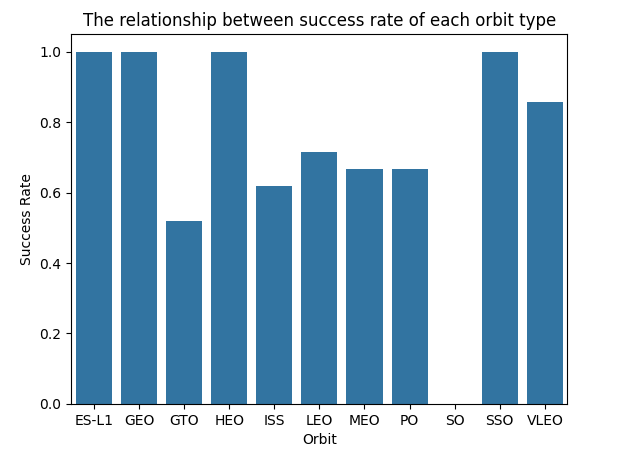 The relationship between success rate of each orbit type
1.0
0.8
0.6
0.4
0.2
0.0
Success Rate
ES-L1 GEO GTO HEO ISS LEO MEO PO SO SSO VLEO
Orbit